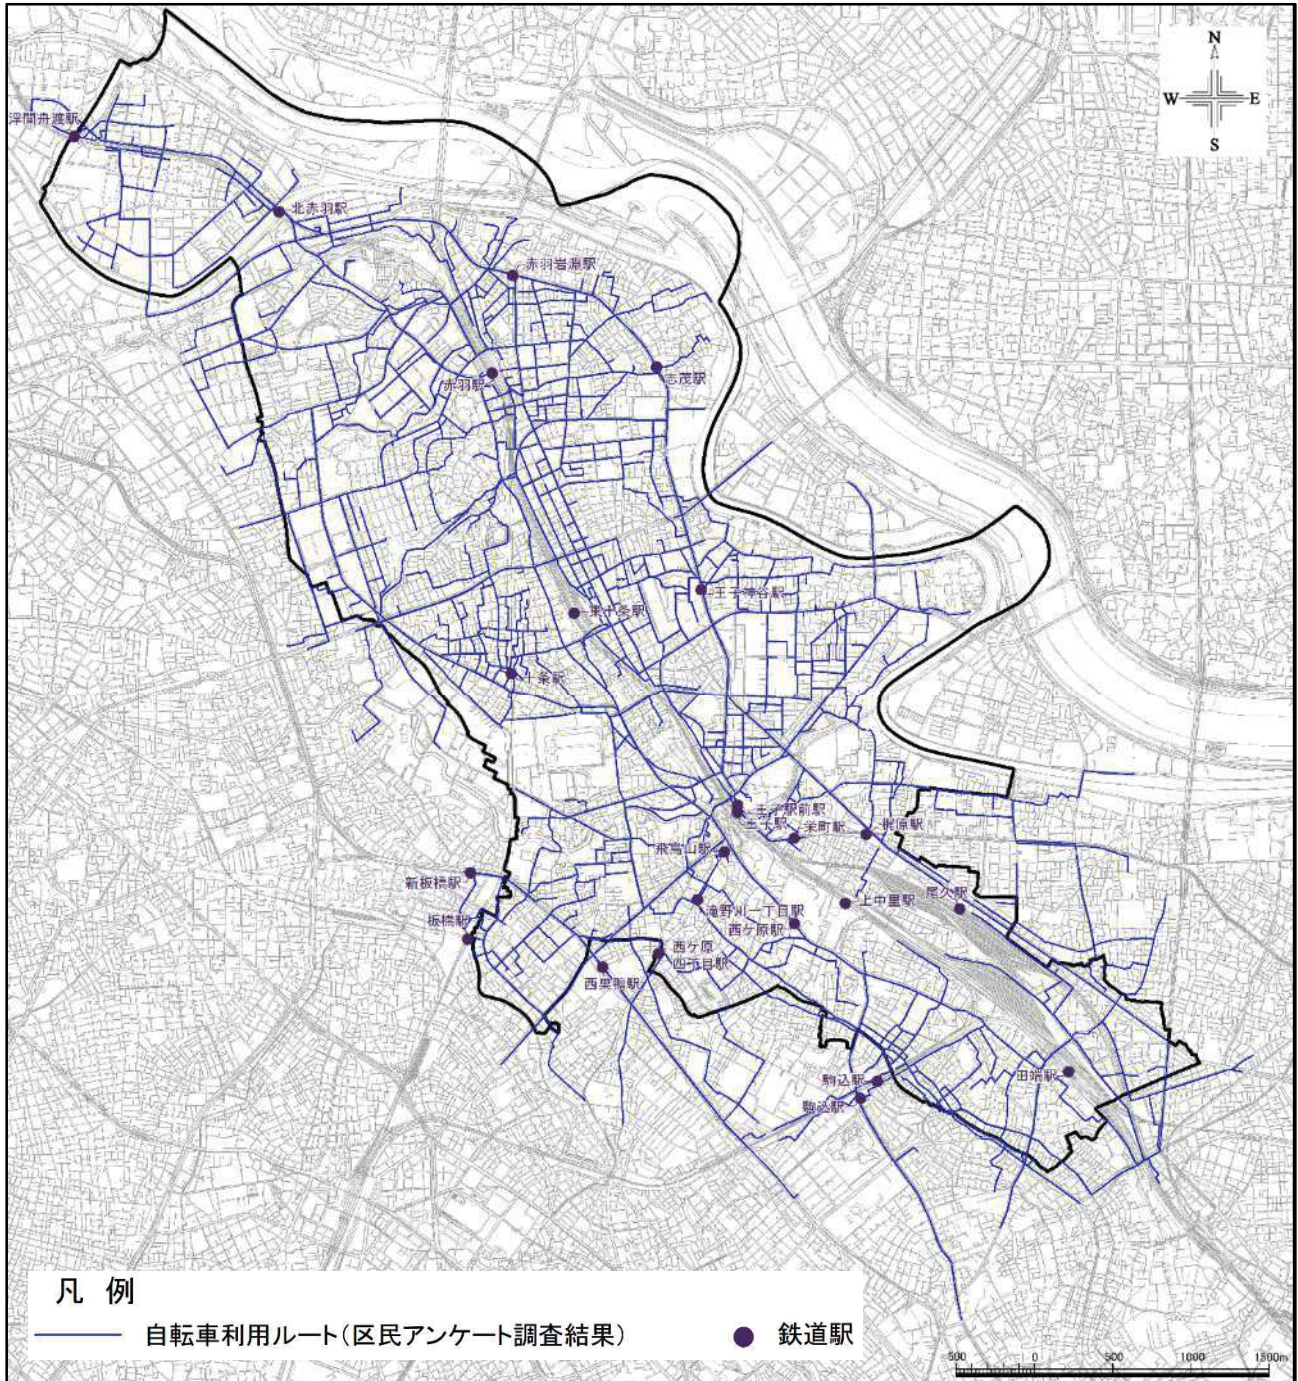 N
W E
S
浮間舟渡駅
北赤羽駅
赤羽岩淵駅
赤羽駅
志茂駅
王子神谷駅
東十条駅
十条駅
王子駅前駅
王子駅
栄町駅
梶原駅
飛鳥山駅
新板橋駅
滝野川一丁目駅
上中里駅
尾久駅
板橋駅
西ケ原駅
西ケ原
四丁目駅
西巣鴨駅
駒込駅
田端駅
駒込駅
凡 例
自転車利用ルート(区民アンケート調査結果)
鉄道駅
500 0 500 1000 1500m